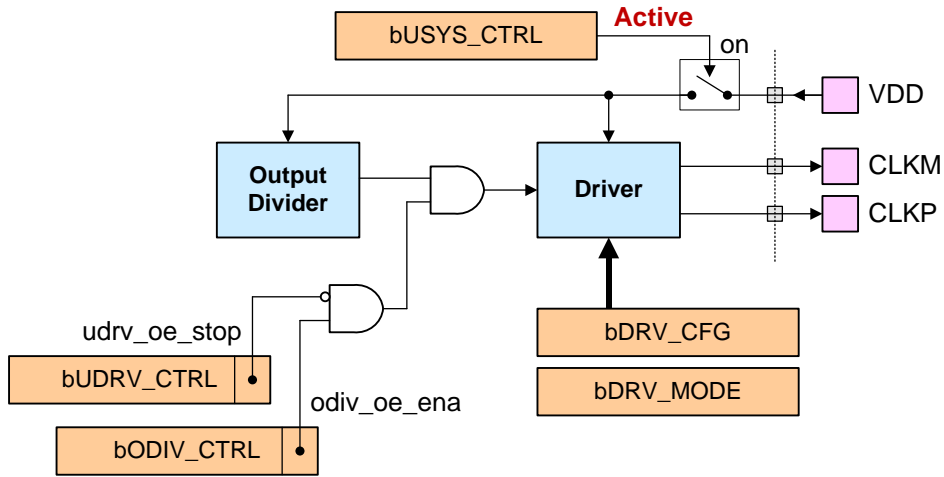 Active
bUSYS_CTRL
on
VDD
Output
Divider
Driver
CLKM
CLKP
udrv_oe_stop
bDRV_CFG
bUDRV_CTRL
bDRV_MODE
odiv_oe_ena
bODIV_CTRL